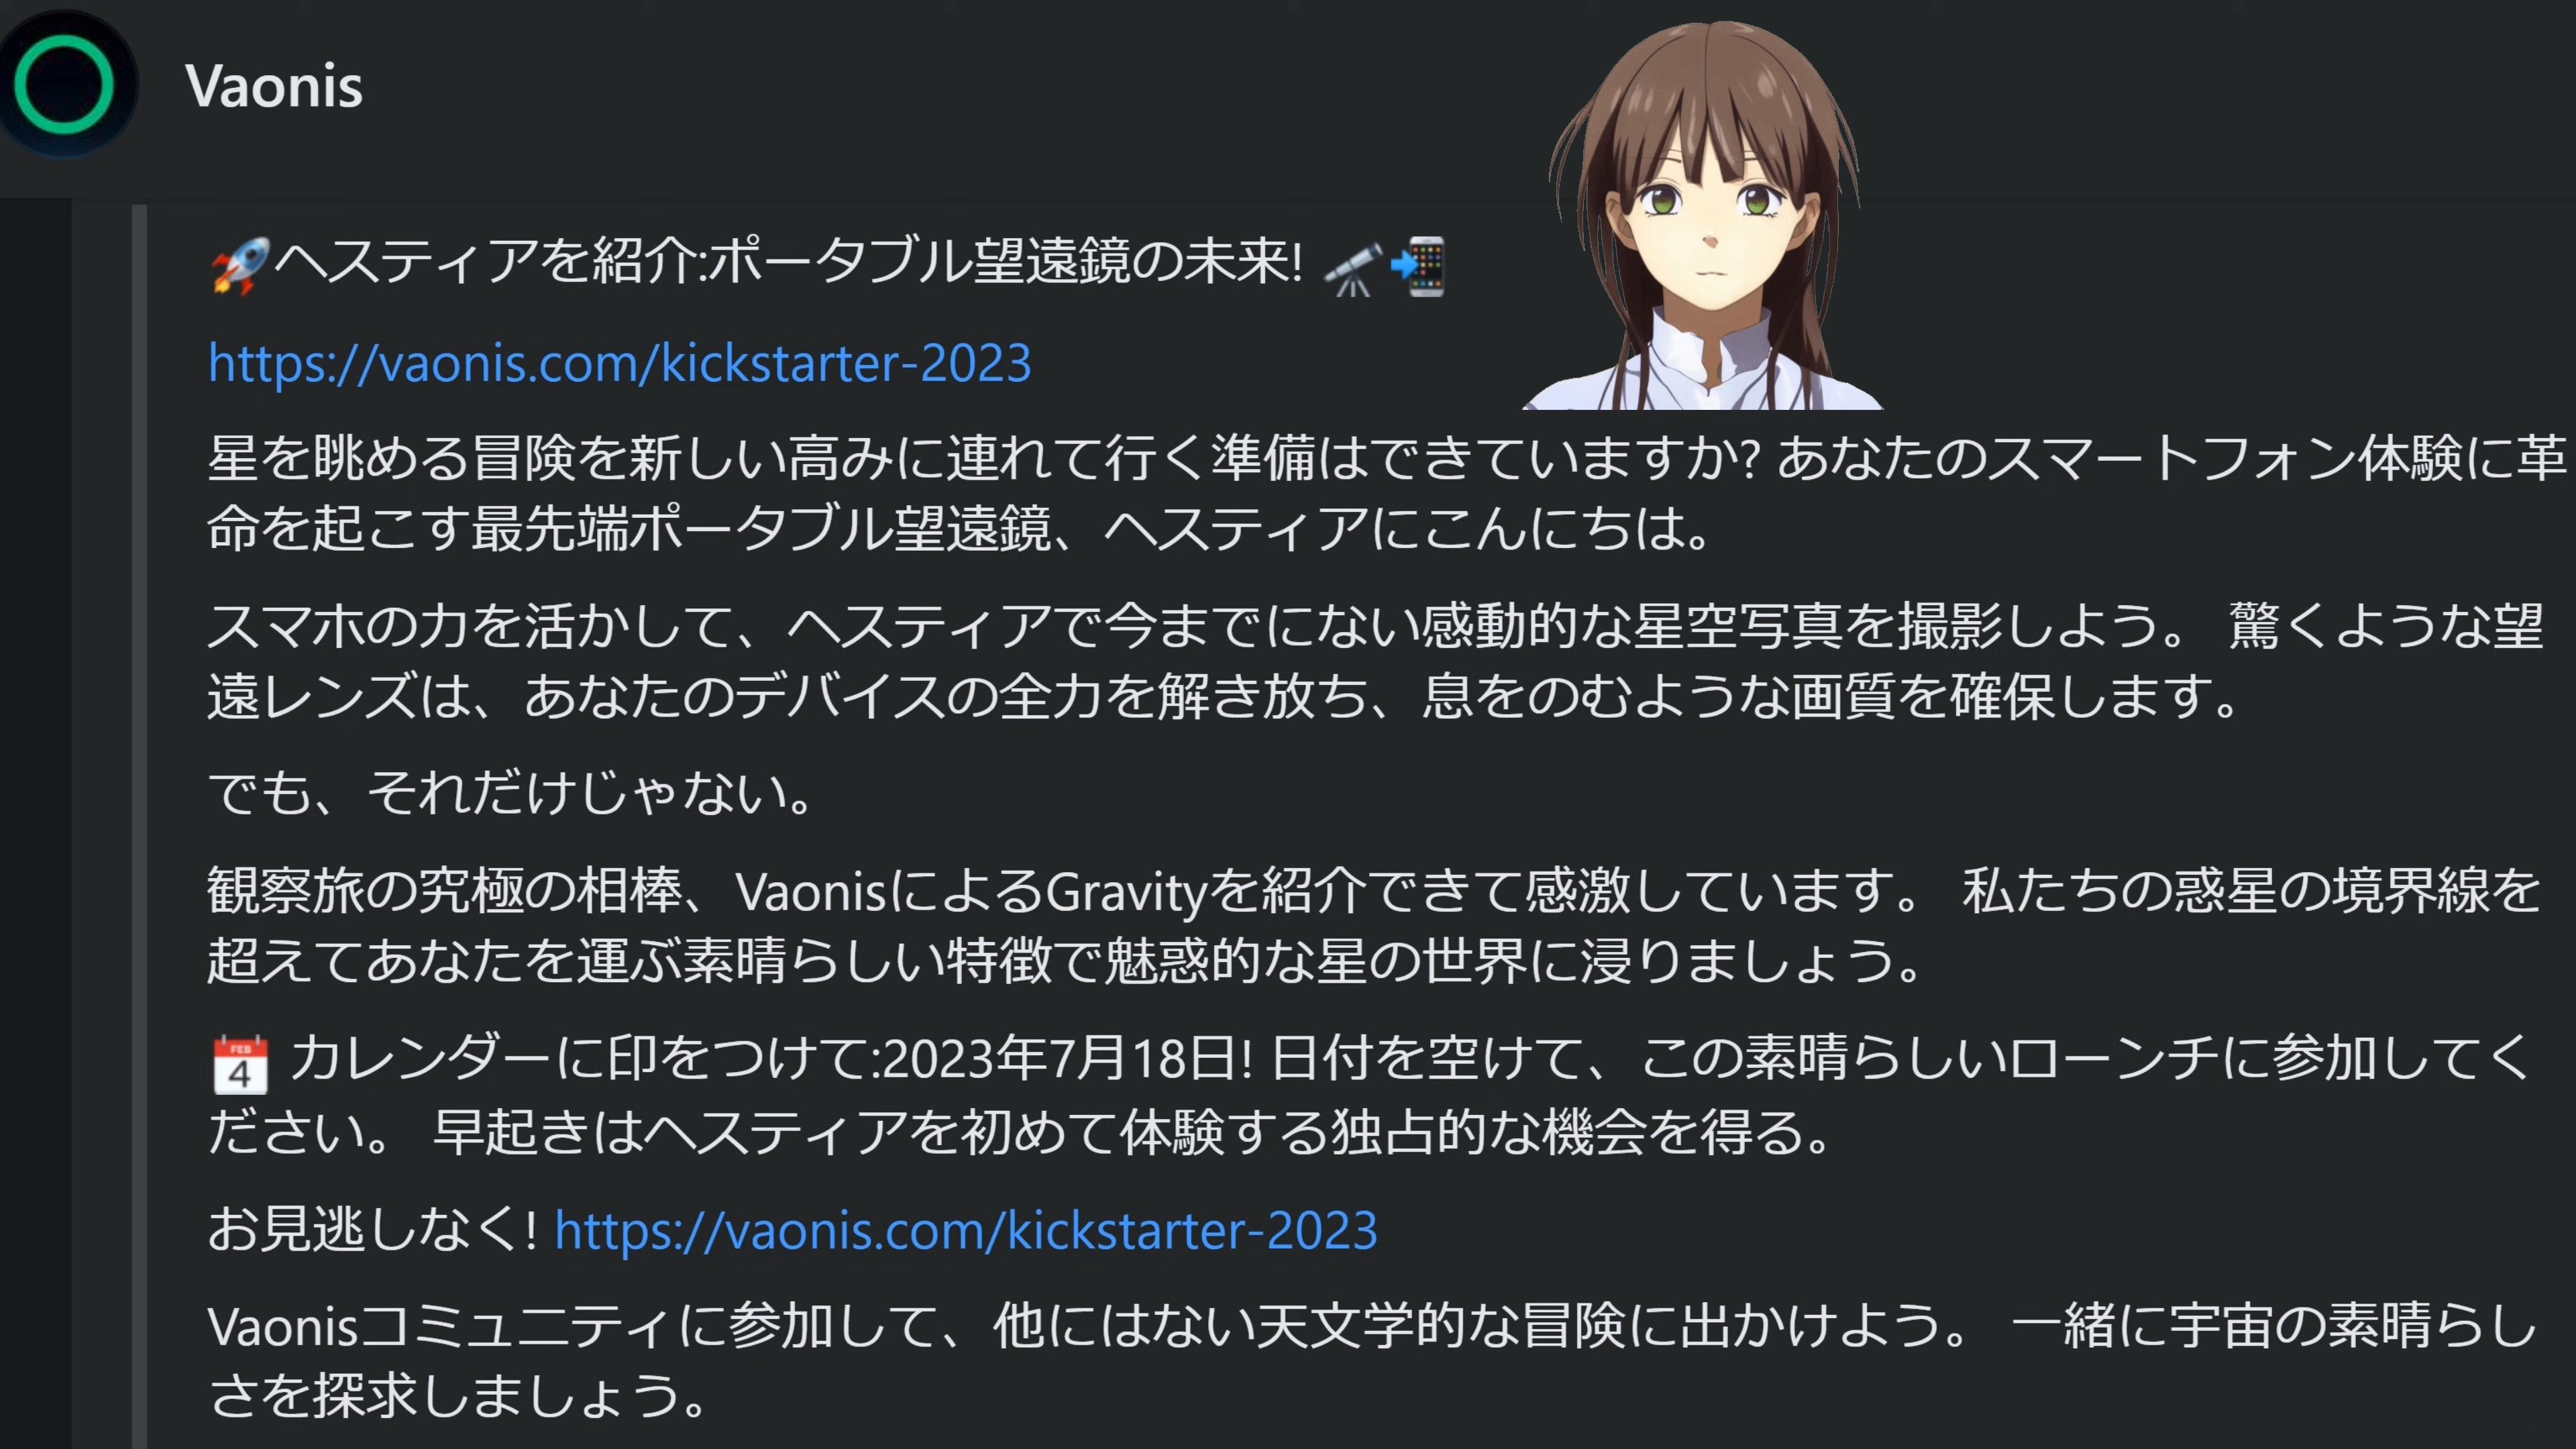 Vaonis
🚀ヘスティアを紹介:ポータブル望遠鏡の未来! 🔭📲
https://vaonis.com/kickstarter-2023
星を眺める冒険を新しい高みに連れて行く準備はできていますか? あなたのスマートフォン体験に革
命を起こす最先端ポータブル望遠鏡、ヘスティアにこんにちは。
スマホの力を活かして、ヘスティアで今までにない感動的な星空写真を撮影しよう。 驚くような望
遠レンズは、あなたのデバイスの全力を解き放ち、息をのむような画質を確保します。
でも、それだけじゃない。
観察旅の究極の相棒、VaonisによるGravityを紹介できて感激しています。 私たちの惑星の境界線を
超えてあなたを運ぶ素晴らしい特徴で魅惑的な星の世界に浸りましょう。
📅 カレンダーに印をつけて:2023年7月18日! 日付を空けて、この素晴らしいローンチに参加してく
ださい。 早起きはヘスティアを初めて体験する独占的な機会を得る。
お見逃しなく! https://vaonis.com/kickstarter-2023
Vaonisコミュニティに参加して、他にはない天文学的な冒険に出かけよう。 一緒に宇宙の素晴らし
さを探求しましょう。